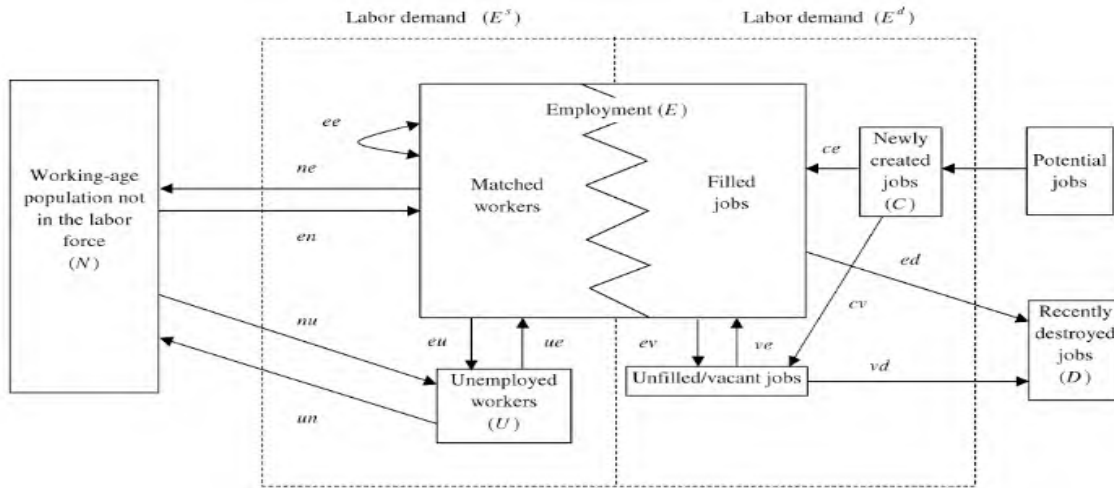 Labor demand (E^s)
Labor demand (E^d)
Employment (E)
ee
ne
en
Working-age
population not
in the labor
force
(N)
Matched
workers
Filled
jobs
ce
Newly
created
jobs
(C)
Potential
jobs
nu
un
eu
ue
Unemployed
workers
(U)
ev
ve
Unfilled/vacant jobs
cv
ed
vd
Recently
destroyed
jobs
(D)